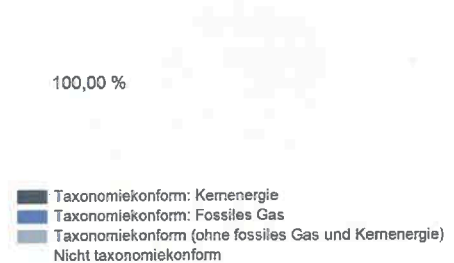 100,00 %
Taxonomiekonform: Kernenergie
Taxonomiekonform: Fossiles Gas
Taxonomiekonform (ohne fossiles Gas und Kernenergie)
Nicht taxonomiekonform